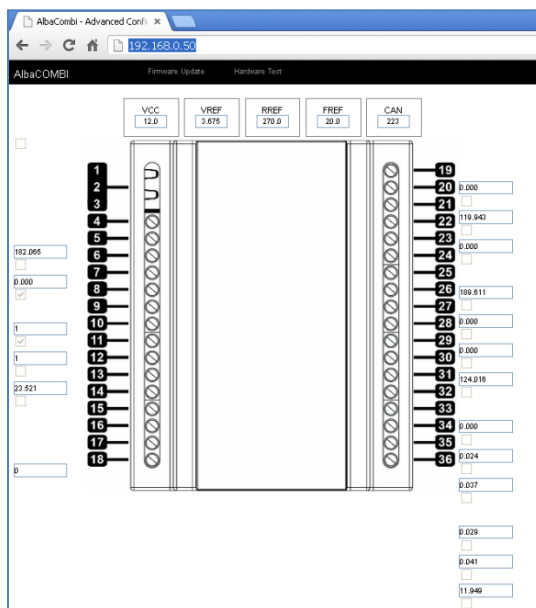 AlbaCombi - Advanced Confi
192.168.0.50
AlbaCOMBI Firmware Update Hardware Test
VCC VREF RREF FREF CAN
12.0 3.675 270.0 20.0 223
1 19
2 20 0.000
3 21
4 22 119.943
5 23
182.065 6 24 0.000
7 25
0.000 8 26 189.611
9 27
1 10 28 0.000
11 29
1 12 30 0.000
13 31 124.016
23.521 14 32
15 33
16 34 0.000
17 35 0.024
0 18 36
0.037
0.029
0.041
11.949